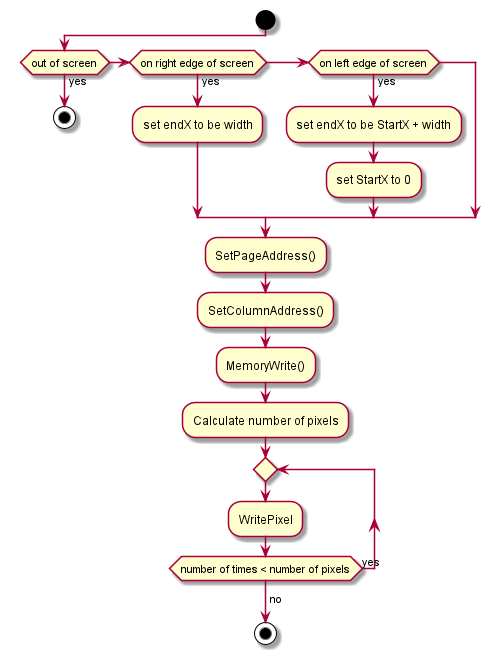 out of screen
on right edge of screen
on left edge of screen
yes
yes
yes
set endX to be width
set endX to be StartX + width
set StartX to 0
SetPageAddress()
SetColumnAddress()
MemoryWrite()
Calculate number of pixels
WritePixel
number of times < number of pixels
yes
no